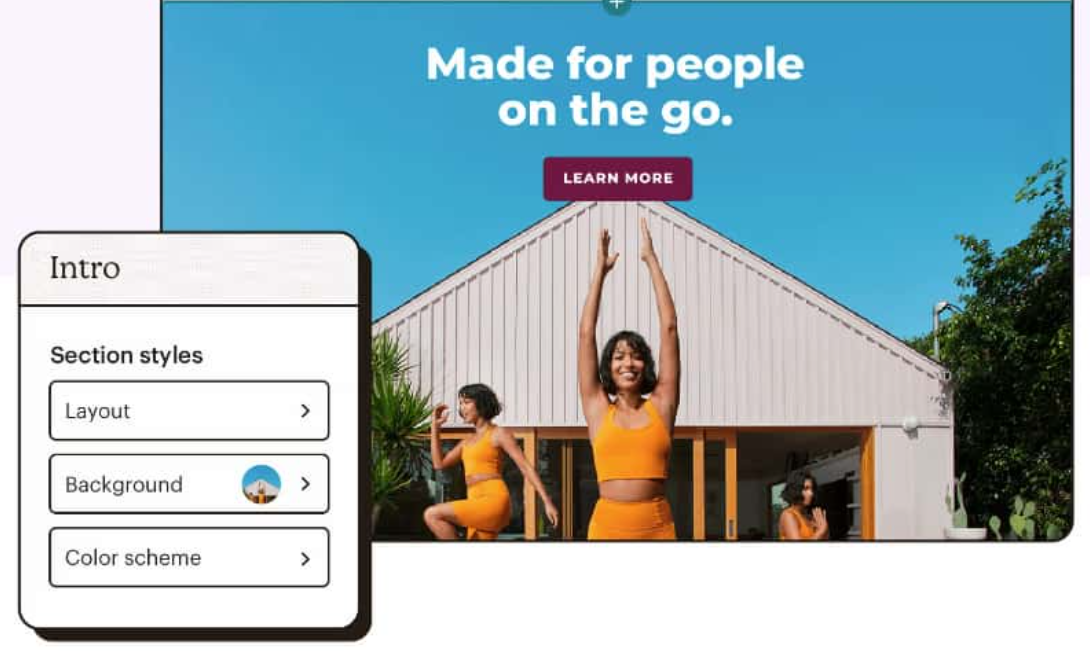 Made for people
on the go.
LEARN MORE
Intro
Section styles
Layout
Background
Color scheme